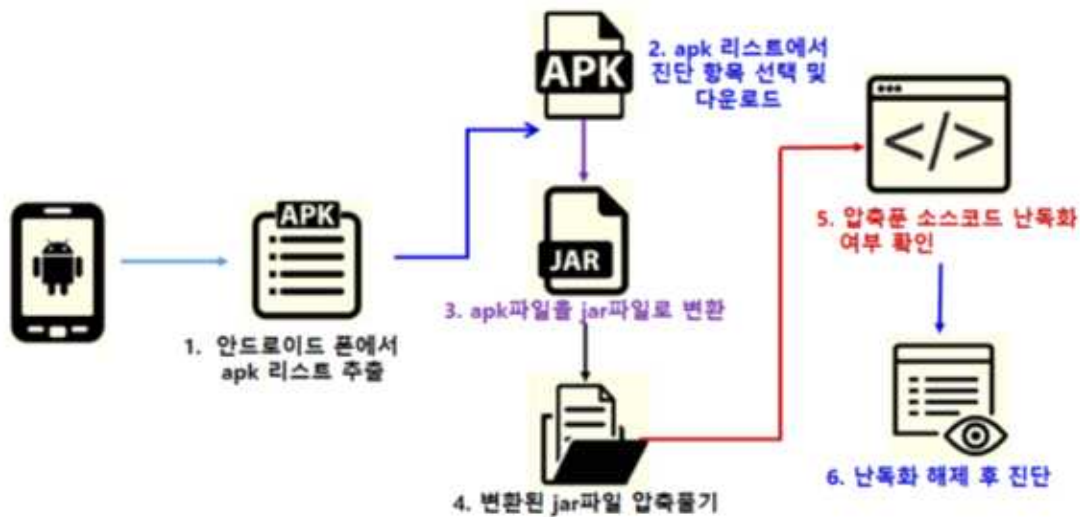 APK
1. 안드로이드 폰에서
apk 리스트 추출
APK
2. apk 리스트에서
진단 항목 선택 및
다운로드
JAR
3. apk파일을 jar파일로 변환
4. 변환된 jar파일 압축풀기
</>
5. 압축푼 소스코드 난독화
여부 확인
6. 난독화 해제 후 진단